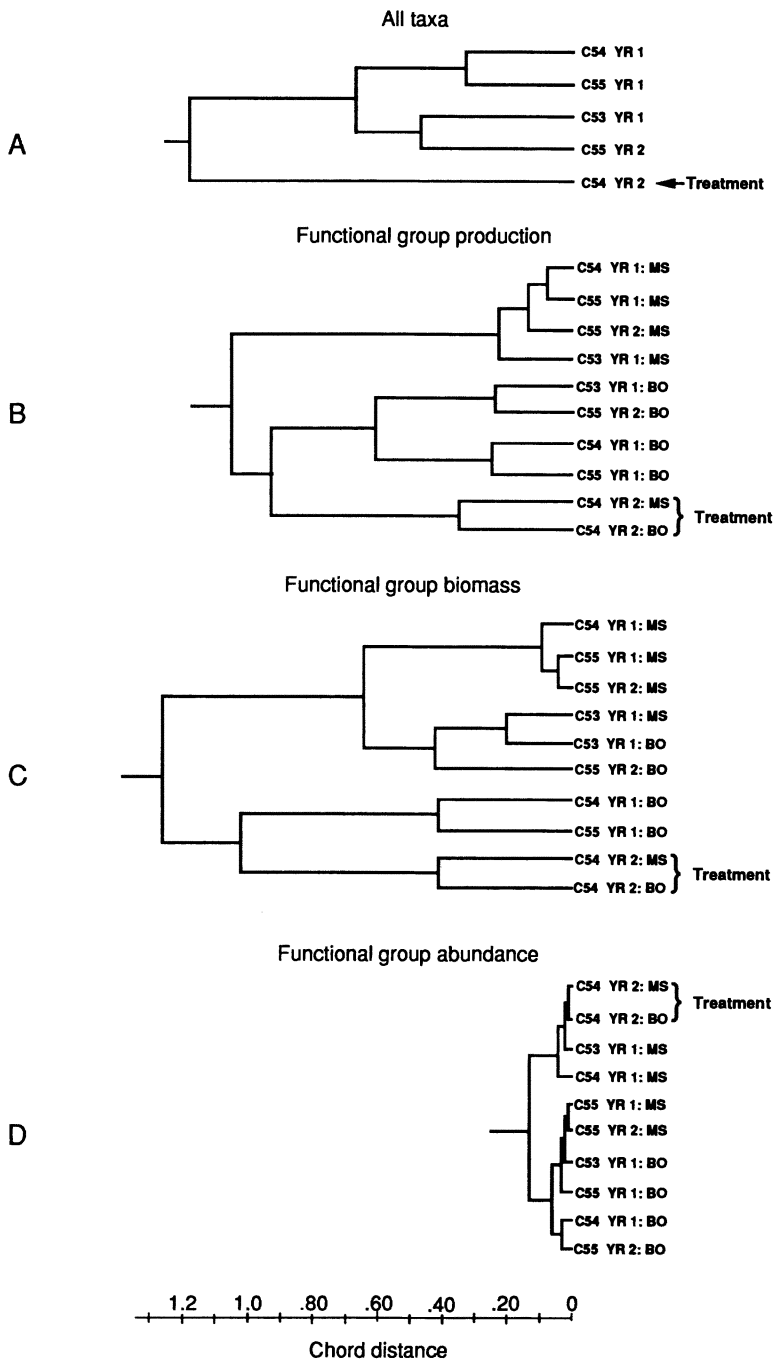 All taxa
A
C54 YR 1
C55 YR 1
C53 YR 1
C55 YR 2
C54 YR 2 Treatment
Functional group production
B
C54 YR 1: MS
C55 YR 1: MS
C55 YR 2: MS
C53 YR 1: MS
C53 YR 1: BO
C55 YR 2: BO
C54 YR 1: BO
C55 YR 1: BO
C54 YR 2: MS
C54 YR 2: BO
Treatment
Functional group biomass
C
C54 YR 1: MS
C55 YR 1: MS
C55 YR 2: MS
C53 YR 1: MS
C53 YR 1: BO
C55 YR 2: BO
C54 YR 1: BO
C55 YR 1: BO
C54 YR 2: MS
C54 YR 2: BO
Treatment
Functional group abundance
D
C54 YR 2: MS
C54 YR 2: BO
Treatment
C53 YR 1: MS
C54 YR 1: MS
C55 YR 1: MS
C55 YR 2: MS
C53 YR 1: BO
C55 YR 1: BO
C54 YR 1: BO
C55 YR 2: BO
1.2 1.0 .80 .60 .40 .20 0
Chord distance